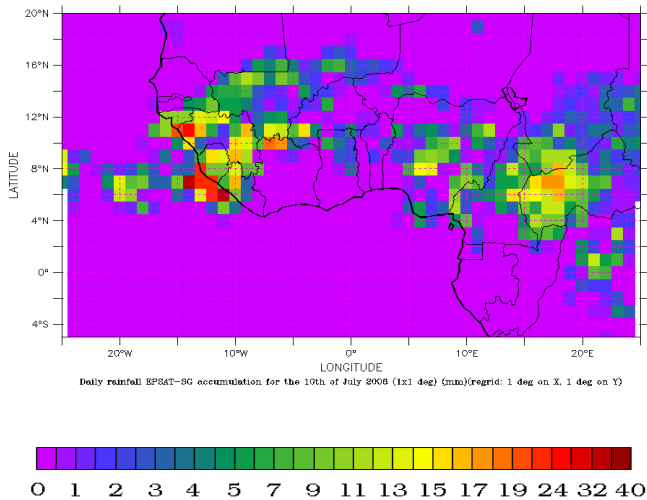 20°N
16°N
12°N
8°N
4°N
0°
4°S
LATITUDE
20°W 10°W 0° 10°E 20°E
LONGITUDE
Daily rainfall EPSAT-SG accumulation for the 10th of July 2006 (1x1 deg) (mm)(regrid: 1 deg on X, 1 deg on Y)
0 1 2 3 4 5 7 9 11 13 15 17 19 24 32 40